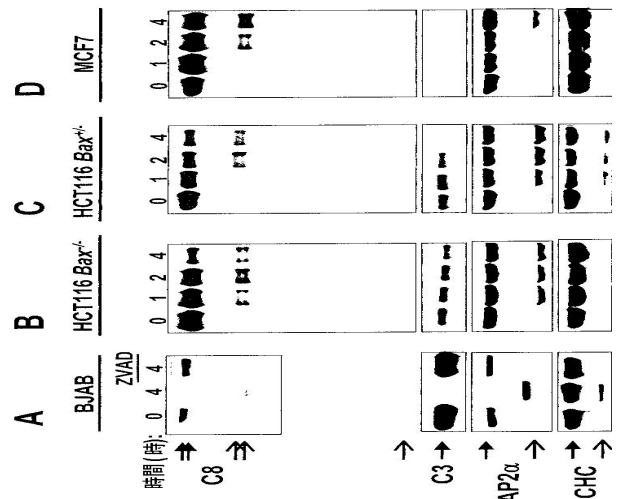 A B C D
BJAB HCT116 Bax-/- HCT116 Bax+/- MCF7
ZVAD
時間(時): 0 4 4 0 1 2 4 0 1 2 4 0 1 2 4
C8
C3
AP2α
CHC